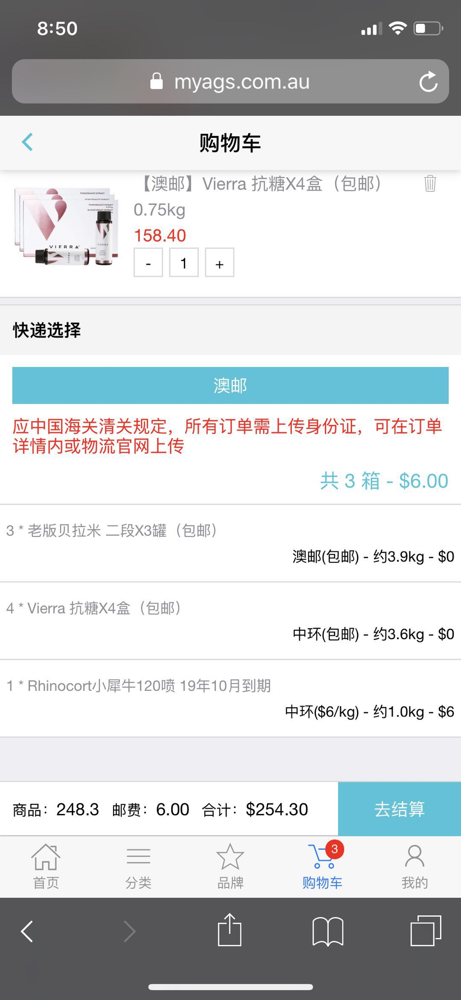 8:50
myags.com.au
购物车
【澳邮】Vierra 抗糖X4盒（包邮）
0.75kg
158.40
- 1 +
POMEGRANATE EXTRACT
POMEGRANATE EXTRACT
BLACKCURRANT EXTRACT
VIERRA
快递选择
澳邮
应中国海关清关规定，所有订单需上传身份证，可在订单
详情内或物流官网上传
共 3 箱 - $6.00
3 * 老版贝拉米 二段X3罐（包邮）
澳邮(包邮) - 约3.9kg - $0
4 * Vierra 抗糖X4盒（包邮）
中环(包邮) - 约3.6kg - $0
1 * Rhinocort小犀牛120喷 19年10月到期
中环($6/kg) - 约1.0kg - $6
商品：248.3 邮费：6.00 合计：$254.30
去结算
3
首页 分类 品牌 购物车 我的